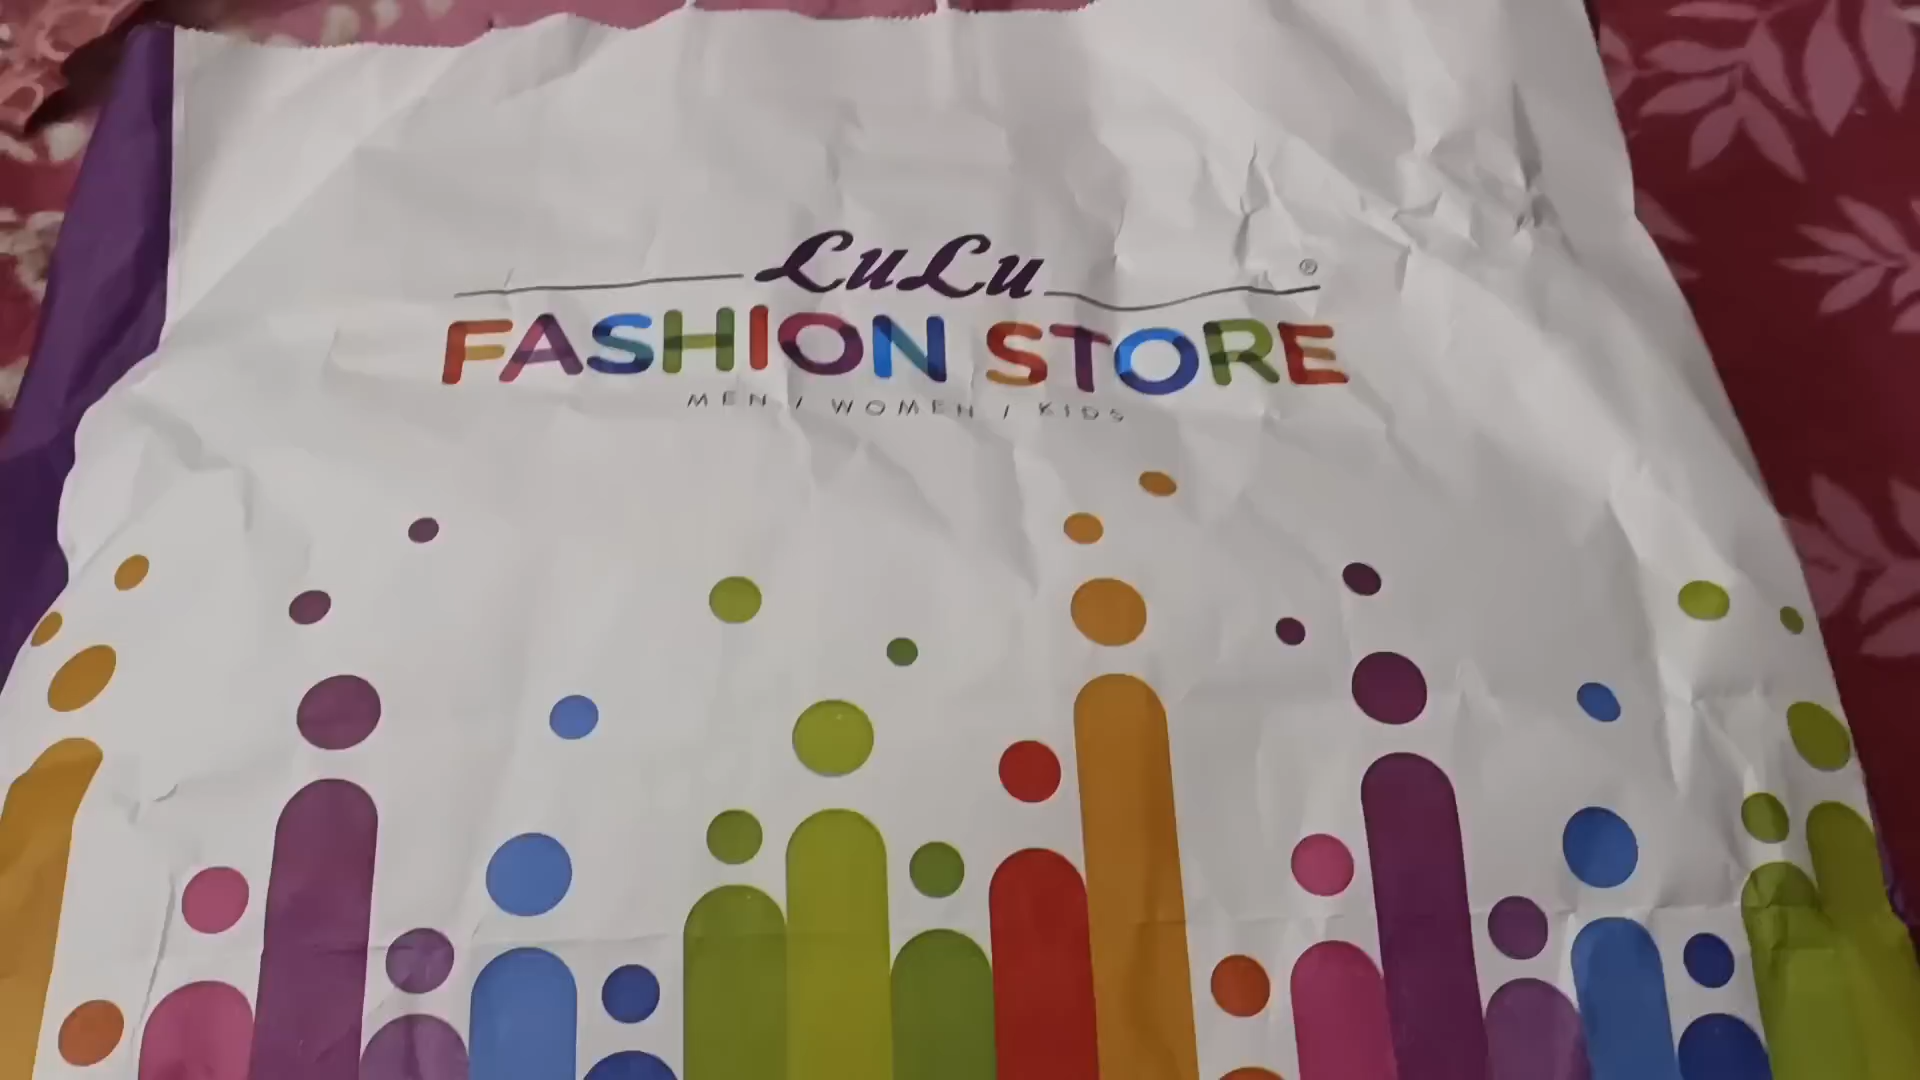 LuLu
®
FASHION STORE
MEN / WOMEN / KIDS